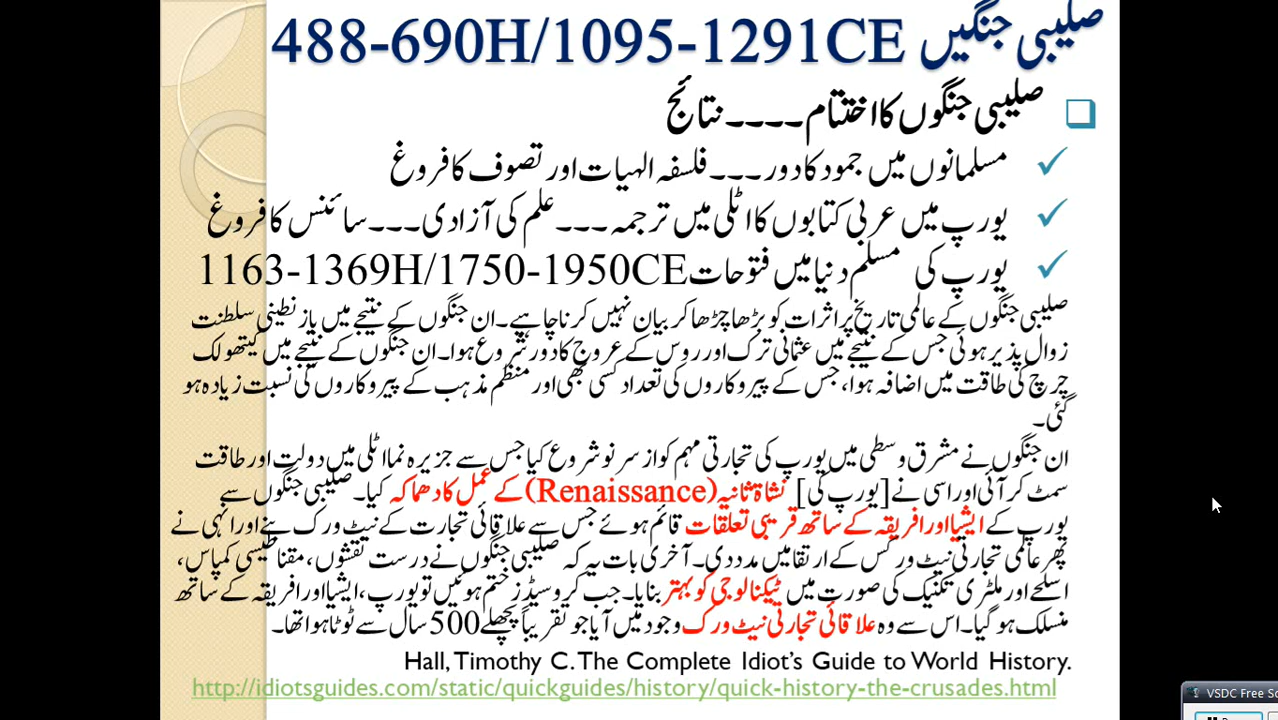 صلیبی جنگیں 488-690H/1095-1291CE
صلیبی جنگوں کا اختتام ۔۔۔۔ نتائج
مسلمانوں میں جمود کا دور ۔۔۔ فلسفہ الہیات اور تصوف کا فروغ
یورپ میں عربی کتابوں کا اٹلی میں ترجمہ ۔۔۔ علم کی آزادی ۔۔۔ سائنس کا فروغ
یورپ کی مسلم دنیا میں فتوحات 1163-1369H/1750-1950CE
صلیبی جنگوں کے عالمی تاریخ پر اثرات کو بڑھا چڑھا کر بیان نہیں کرنا چاہیے۔ ان جنگوں کے نتیجے میں بازنطینی سلطنت
زوال پذیر ہوئی جس کے نتیجے میں عثمانی ترک اور روس کے عروج کا دور شروع ہوا۔ ان جنگوں کے نتیجے میں کیتھولک
چرچ کی طاقت میں اضافہ ہوا، جس کے پیروکاروں کی تعداد کسی بھی اور منظم مذہب کے پیروکاروں کی نسبت زیادہ ہو
گئی۔
ان جنگوں نے مشرق وسطی میں یورپ کی تجارتی مہم کو از سر نو شروع کیا جس سے جزیرہ نما اٹلی میں دولت اور طاقت
سمٹ کر آئی اور اسی نے [یورپ کی] نشاۃ ثانیہ (Renaissance) کے عمل کا دھماکہ کیا۔ صلیبی جنگوں سے
یورپ کے ایشیا اور افریقہ کے ساتھ قریبی تعلقات قائم ہوئے جس سے علاقائی تجارت کے نیٹ ورک بنے اور انہی نے
پھر عالمی تجارتی نیٹ ورکس کے ارتقا میں مدد دی۔ آخری بات یہ کہ صلیبی جنگوں نے درست نقشوں، مقناطیسی کمپاس،
اسلحے اور ملٹری تکنیک کی صورت میں ٹیکنالوجی کو بہتر بنایا۔ جب کروسیڈز ختم ہوئیں تو یورپ، ایشیا اور افریقہ کے ساتھ
منسلک ہو گیا۔ اس سے وہ علاقائی تجارتی نیٹ ورک وجود میں آیا جو تقریباً پچھلے 500 سال سے ٹوٹا ہوا تھا۔
Hall, Timothy C. The Complete Idiot's Guide to World History.
http://idiotsguides.com/static/quickguides/history/quick-history-the-crusades.html
VSDC Free